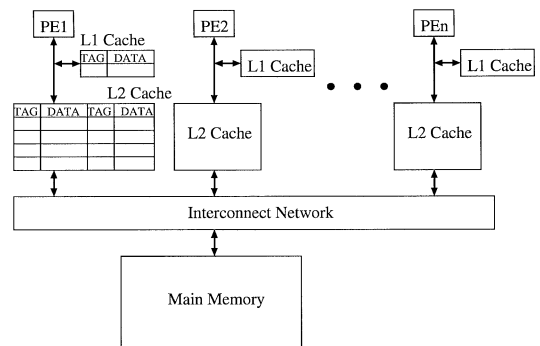 PE1
PE2
PEn
L1 Cache
TAG DATA
L1 Cache
L1 Cache
L2 Cache
TAG DATA TAG DATA
L2 Cache
L2 Cache
Interconnect Network
Main Memory